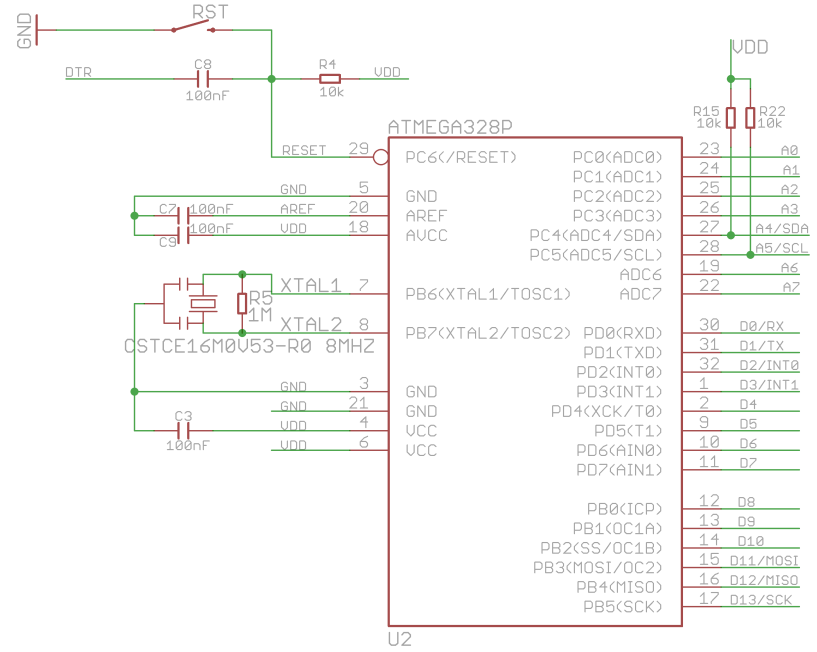 RST
GND
VDD
C8
R4
DTR
VDD
100nF
10k
R15
R22
10k
10k
ATMEGA328P
RESET
29
PC6(/RESET)
PC0(ADC0)
23
A0
PC1(ADC1)
24
A1
GND
5
GND
PC2(ADC2)
25
A2
C7
100nF
AREF
20
AREF
PC3(ADC3)
26
A3
C9
100nF
VDD
18
AVCC
PC4(ADC4/SDA)
27
A4/SDA
PC5(ADC5/SCL)
28
A5/SCL
ADC6
19
A6
XTAL1
7
PB6(XTAL1/TOSC1)
ADC7
22
A7
R5
1M
XTAL2
8
PB7(XTAL2/TOSC2)
PD0(RXD)
30
D0/RX
CSTCE16M0V53-R0 8MHZ
PD1(TXD)
31
D1/TX
PD2(INT0)
32
D2/INT0
GND
3
GND
PD3(INT1)
1
D3/INT1
GND
21
GND
PD4(XCK/T0)
2
D4
C3
100nF
VDD
4
VCC
PD5(T1)
9
D5
VDD
6
VCC
PD6(AIN0)
10
D6
PD7(AIN1)
11
D7
PB0(ICP)
12
D8
PB1(OC1A)
13
D9
PB2(SS/OC1B)
14
D10
PB3(MOSI/OC2)
15
D11/MOSI
PB4(MISO)
16
D12/MISO
PB5(SCK)
17
D13/SCK
U2